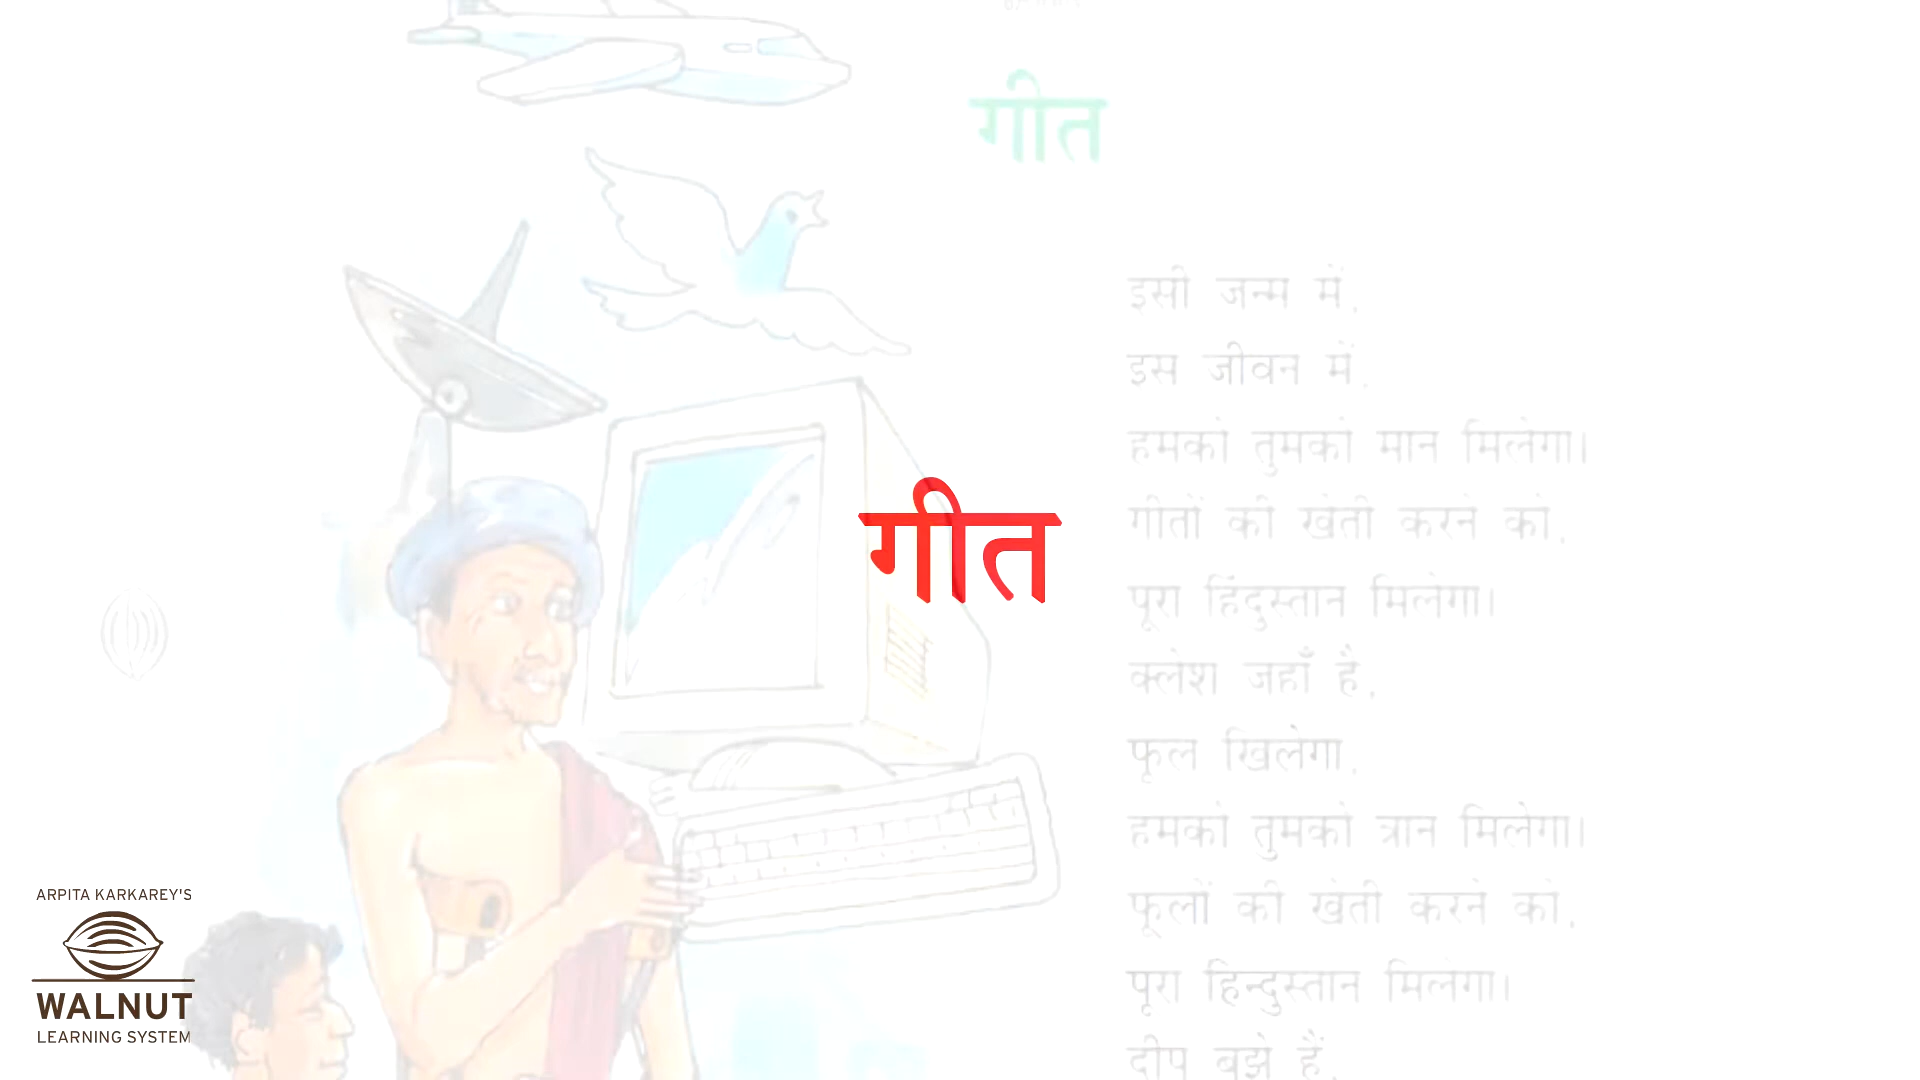 गीत
इसी जन्म में,
इस जीवन में,
हमको तुमको मान मिलेगा।
गीतों की खेती करने को,
पूरा हिंदुस्तान मिलेगा।
क्लेश जहाँ है,
फूल खिलेगा,
हमको तुमको त्रान मिलेगा।
फूलों की खेती करने को,
पूरा हिन्दुस्तान मिलेगा।
दीप बुझे हैं,
गीत
ARPITA KARKAREY'S
WALNUT
LEARNING SYSTEM